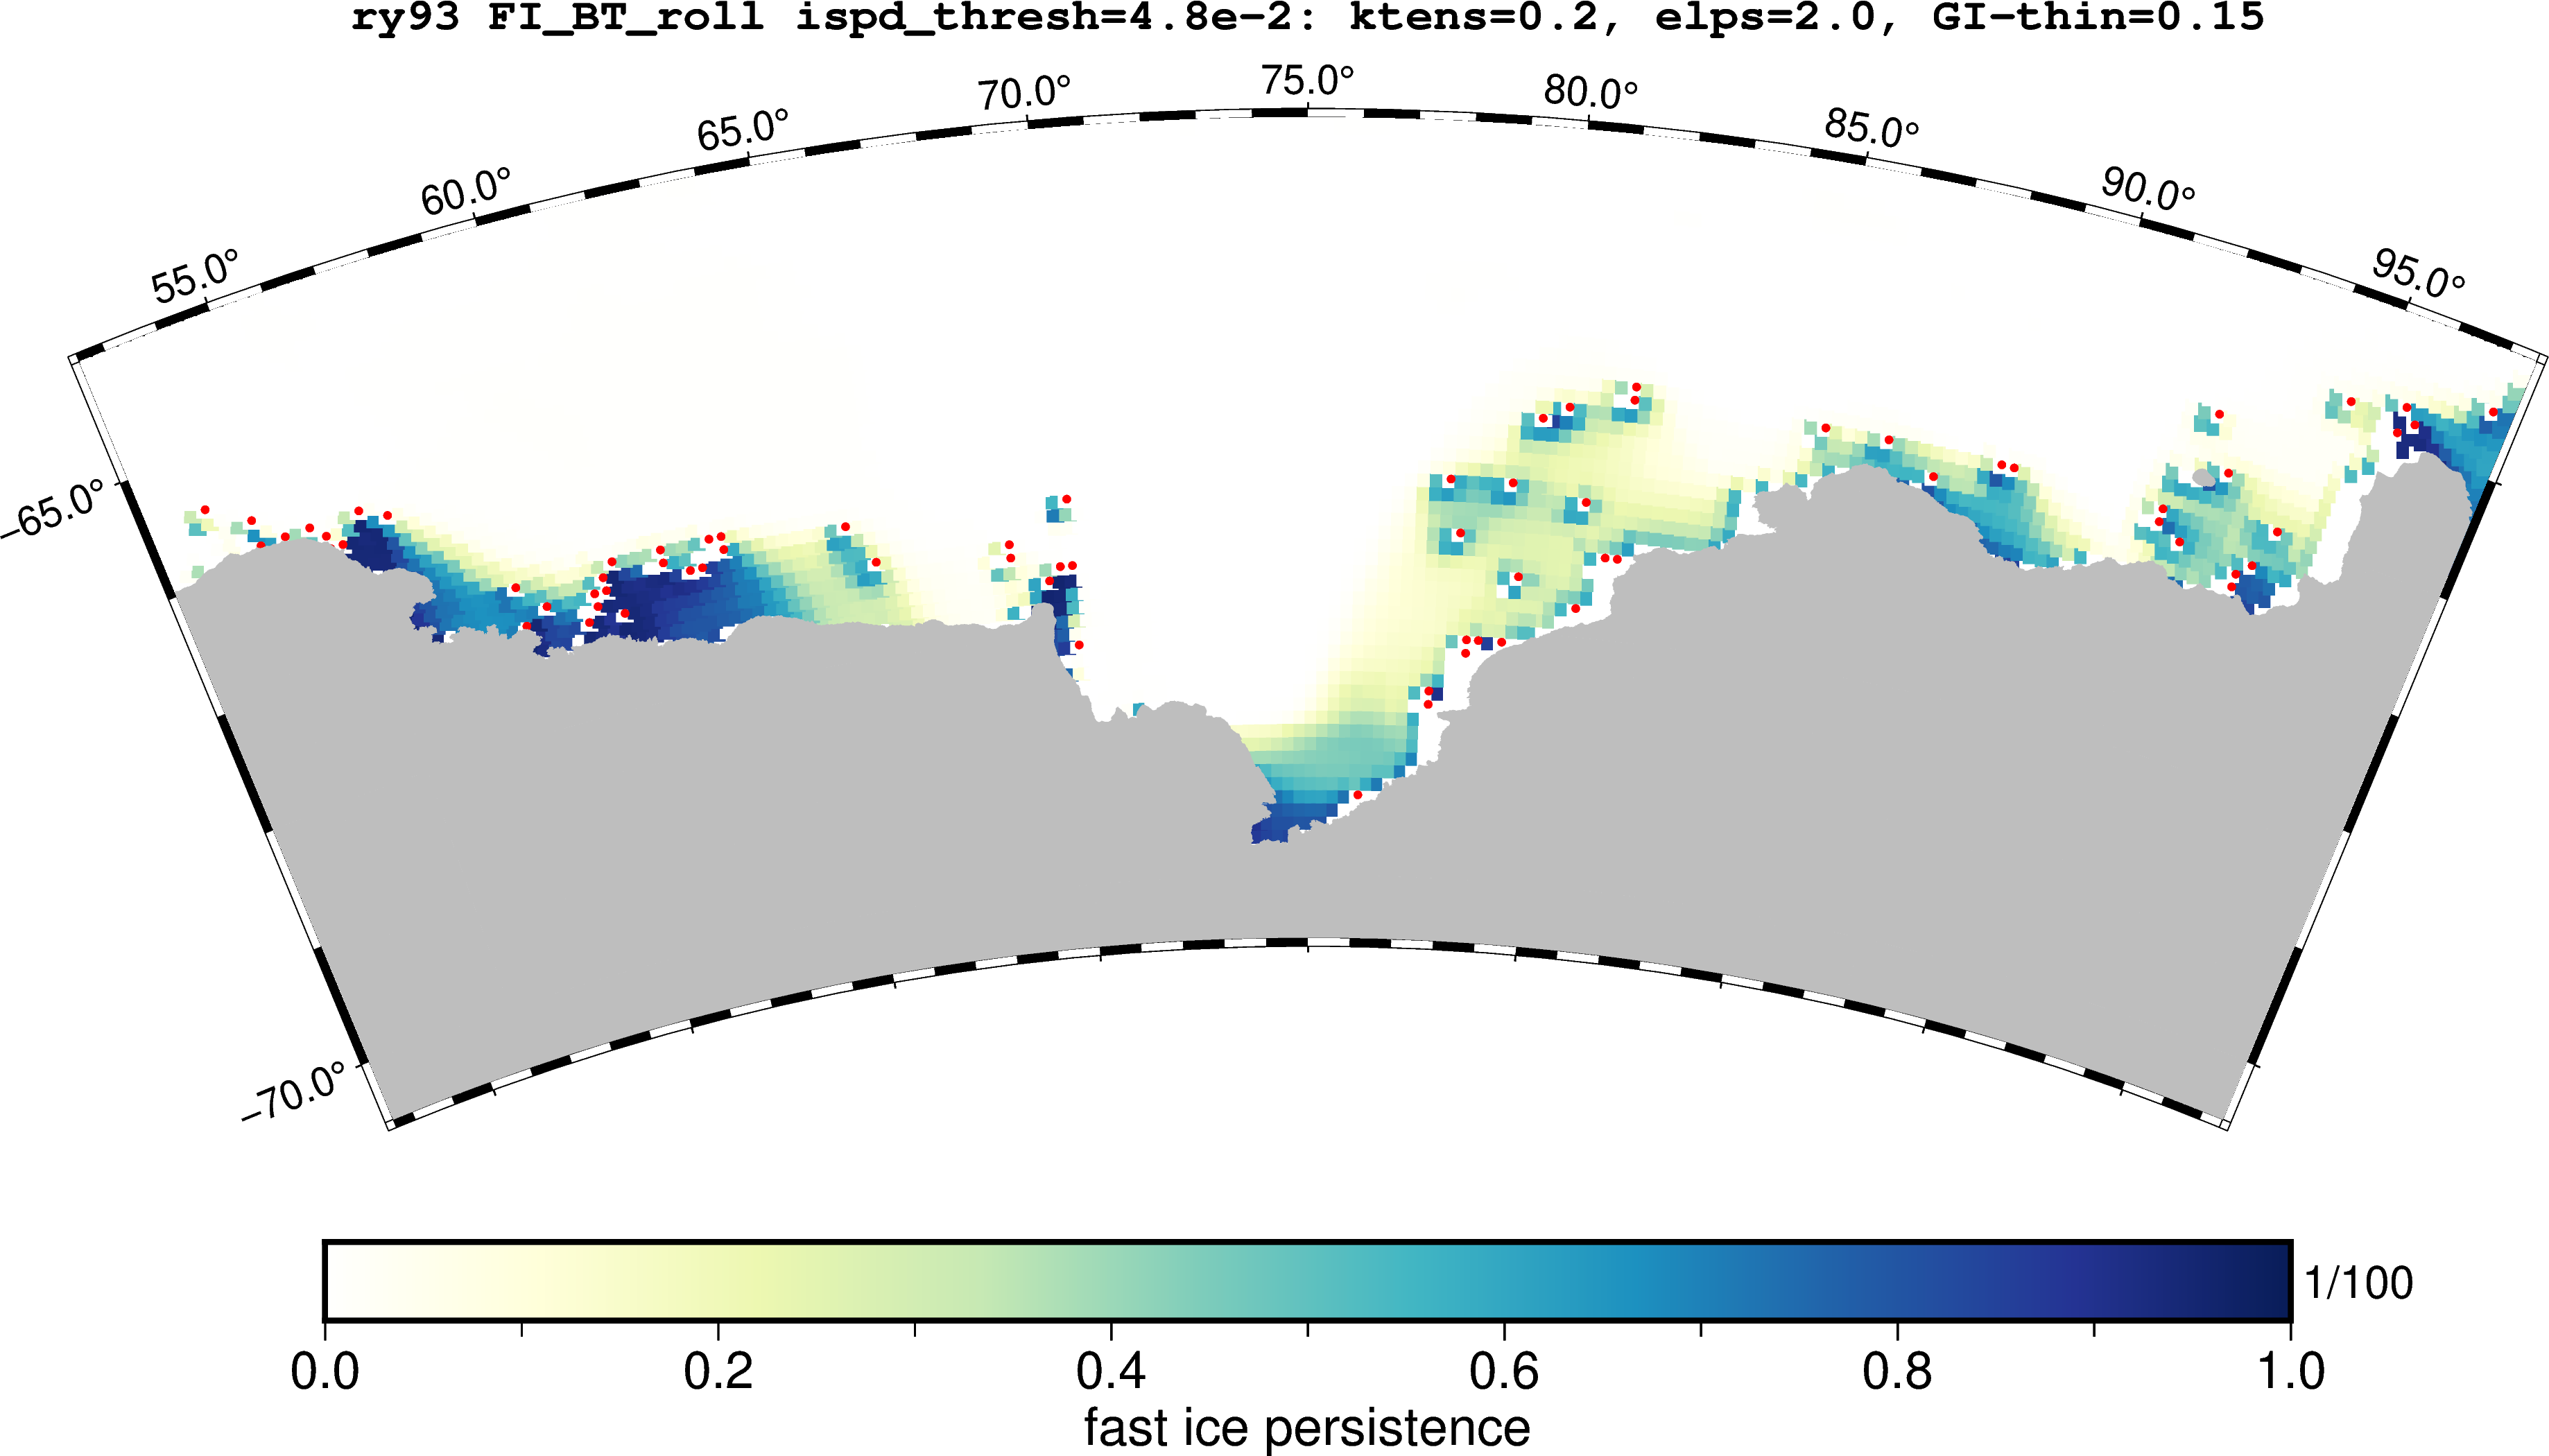 ry93 FI_BT_roll ispd_thresh=4.8e−2: ktens=0.2, elps=2.0, GI−thin=0.15
55.0° 60.0° 65.0° 70.0° 75.0° 80.0° 85.0° 90.0° 95.0°
−65.0°
−70.0°
1/100
0.0 0.2 0.4 0.6 0.8 1.0
fast ice persistence